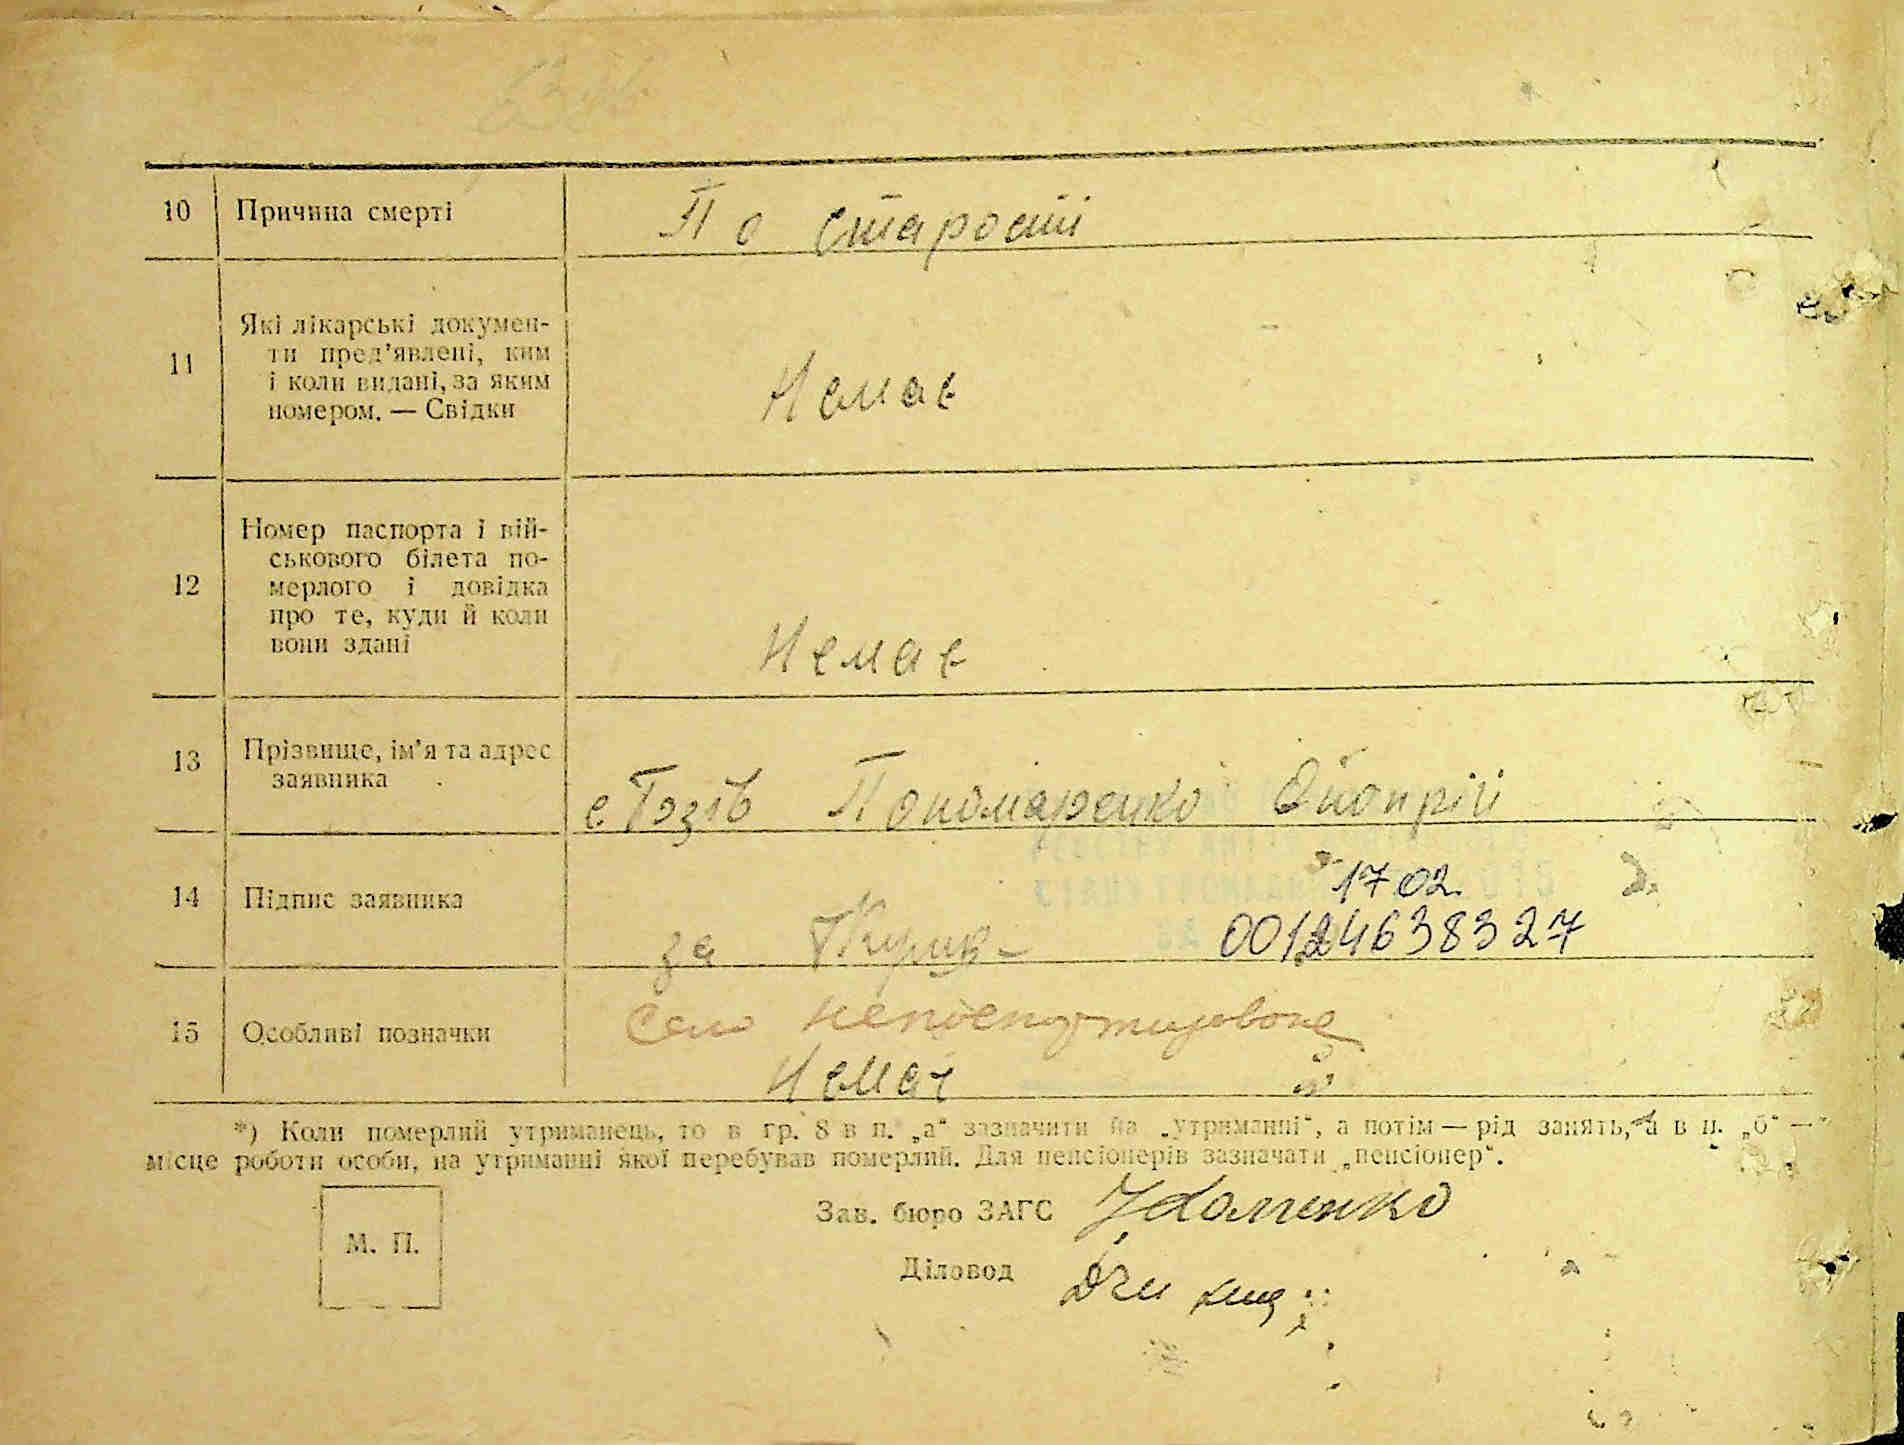 10 Причина смерті По старості
11 Які лікарські докумен-
ти пред'явлені, ким
і коли видані, за яким
номером. — Свідки Немає
12 Номер паспорта і вій-
ськового білета по-
мерлого і довідка
про те, куди й коли
вони здані Немає
13 Прізвище, ім'я та адрес
заявника с Гозів Пономаренко
1702
14 Підпис заявника за 00124638327
15 Особливі позначки Село
Немає
*) Коли померлий утриманець, то в гр. 8 в п. „а“ зазначити на „утриманні“, а потім — рід занять, а в п. „б“ —
місце роботи особи, на утриманні якої перебував померлий. Для пенсіонерів зазначати „пенсіонер“.
М. П.
Зав. бюро ЗАГС
Діловод